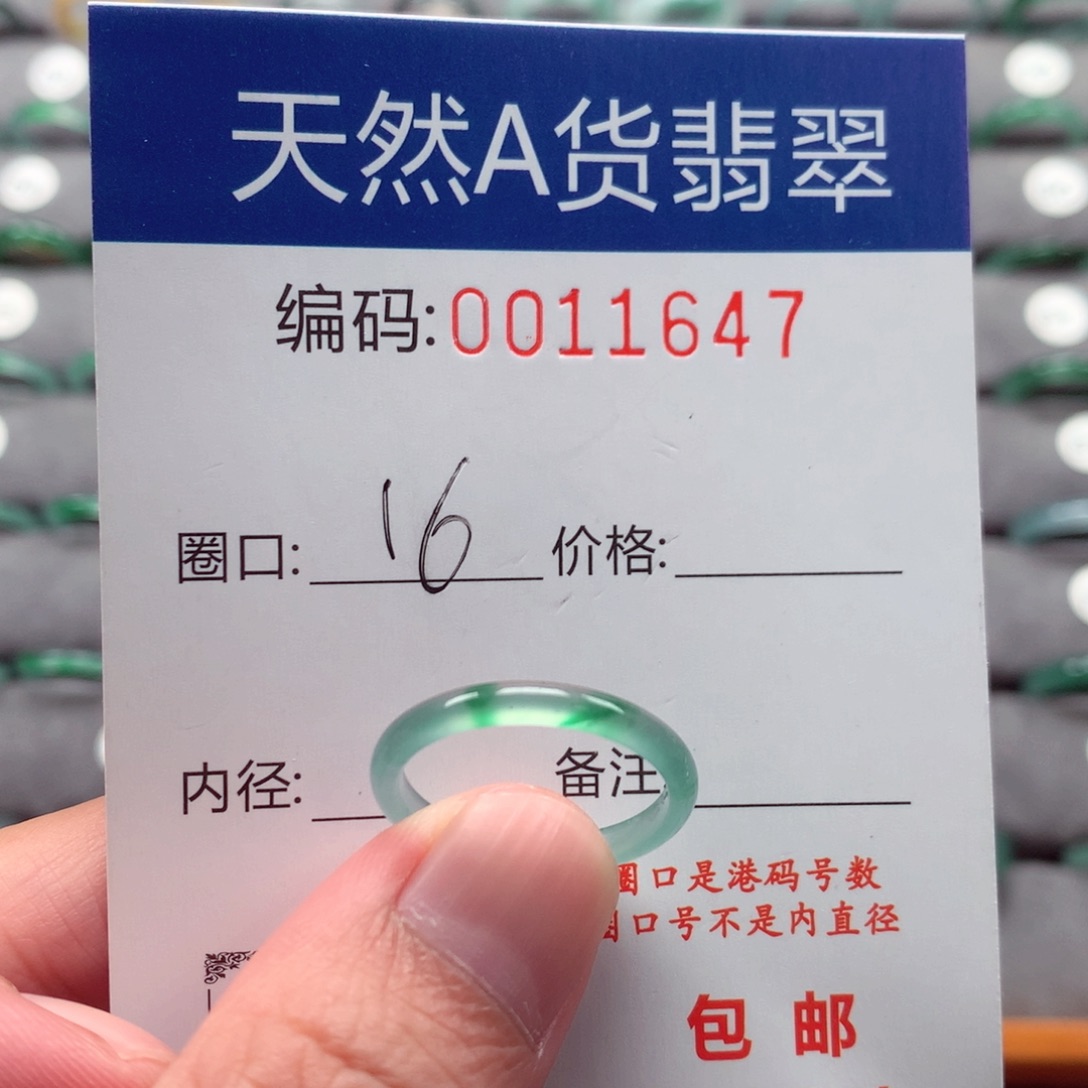 天然A货翡翠
编码:0011647
圈口: 16 价格:
内径: 备注
圈口是港码号数
口号不是内直径
包邮